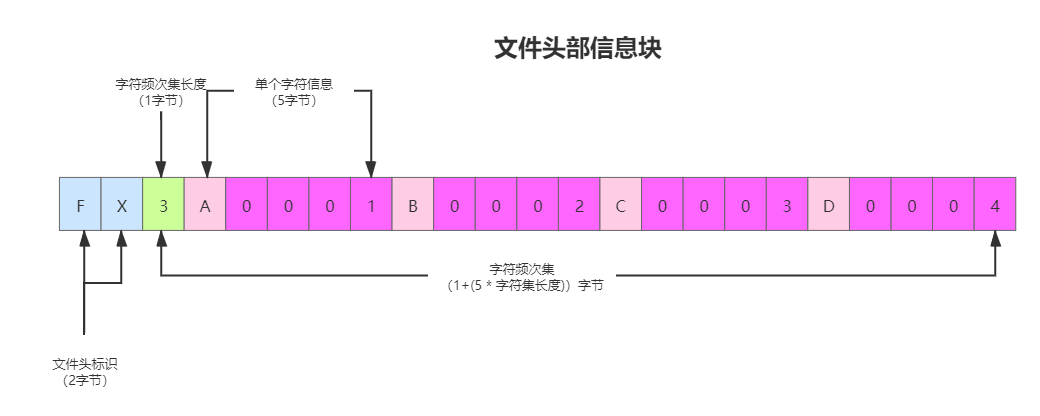 文件头部信息块
字符频次集长度
（1字节）
单个字符信息
（5字节）
F X 3 A 0 0 0 1 B 0 0 0 2 C 0 0 0 3 D 0 0 0 4
字符频次集
（1+(5 * 字符集长度)）字节
文件头标识
（2字节）